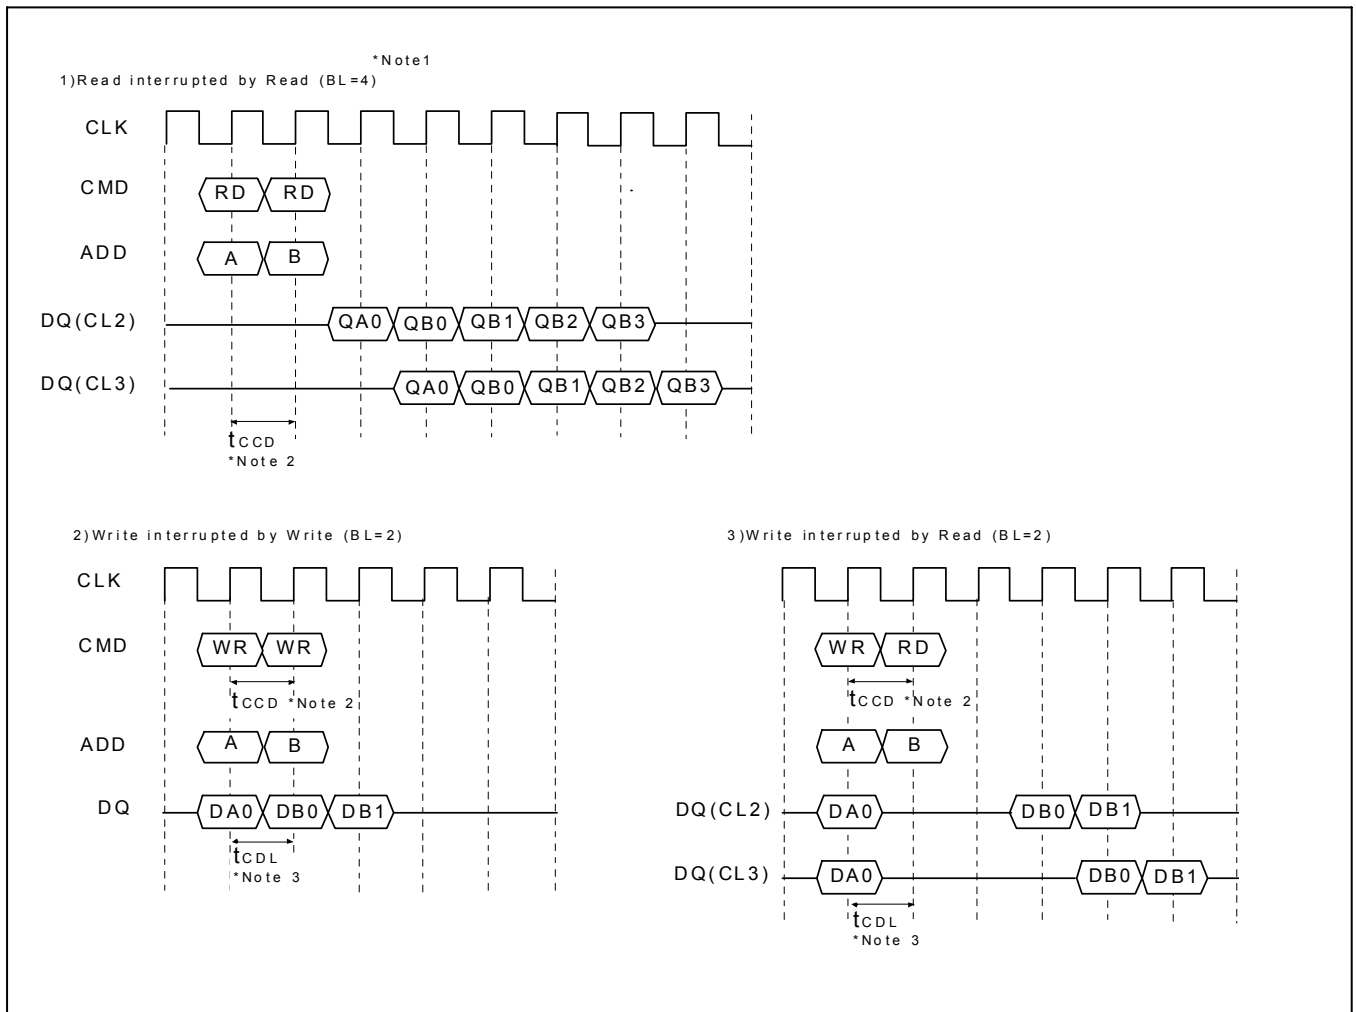 *Note1
1)Read interrupted by Read (BL=4)
CLK
CMD RD RD
ADD A B
DQ(CL2) QA0 QB0 QB1 QB2 QB3
DQ(CL3) QA0 QB0 QB1 QB2 QB3
tCCD
*Note 2
2)Write interrupted by Write (BL=2)
CLK
CMD WR WR
tCCD *Note 2
ADD A B
DQ DA0 DB0 DB1
tCDL
*Note 3
3)Write interrupted by Read (BL=2)
WR RD
tCCD *Note 2
A B
DQ(CL2) DA0 DB0 DB1
DQ(CL3) DA0 DB0 DB1
tCDL
*Note 3